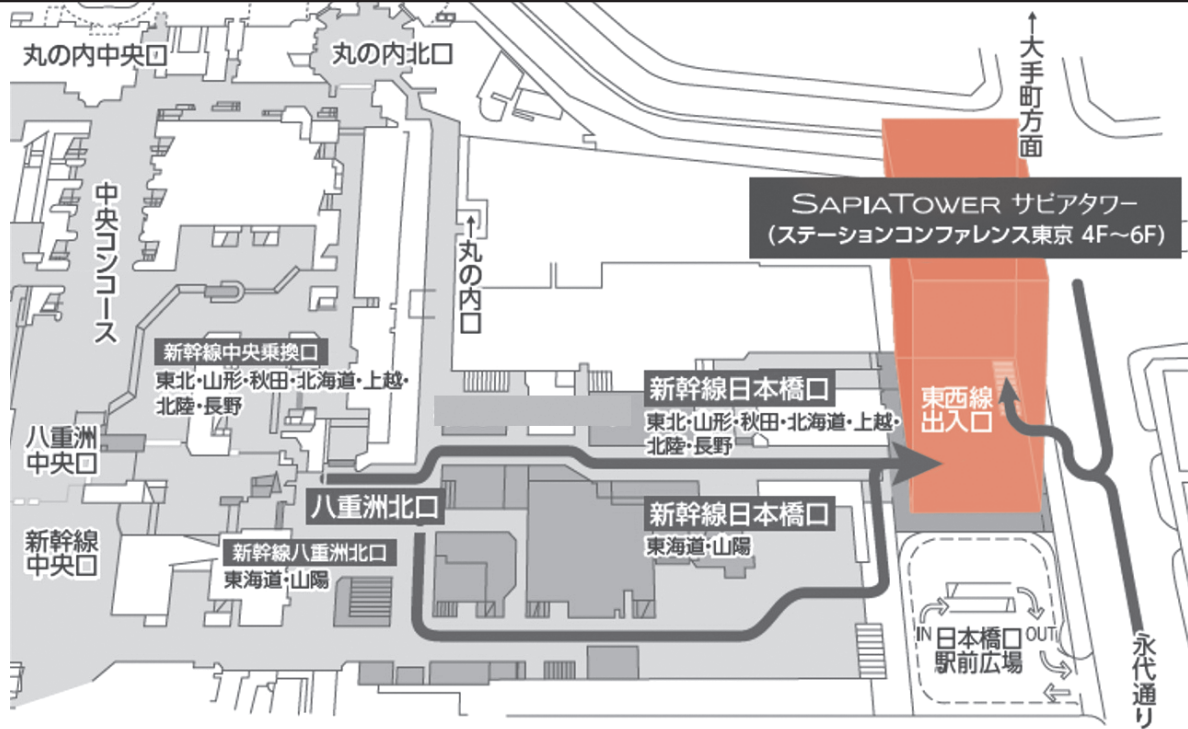 丸の内中央口
丸の内北口
↑大手町方面
SAPIATOWER サピアタワー
(ステーションコンファレンス東京 4F〜6F)
中央コンコース
↑丸の内口
新幹線中央乗換口
東北・山形・秋田・北海道・上越・
北陸・長野
新幹線日本橋口
東北・山形・秋田・北海道・上越・
北陸・長野
東西線
出入口
八重洲
中央口
八重洲北口
新幹線日本橋口
東海道・山陽
新幹線
中央口
新幹線八重洲北口
東海道・山陽
IN
OUT
日本橋口
駅前広場
永代通り